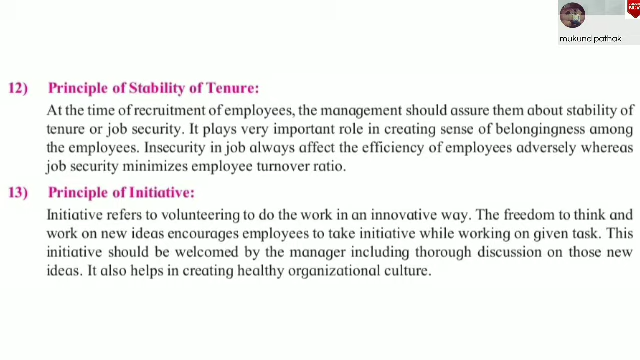 mukund pathak
12) Principle of Stability of Tenure:
At the time of recruitment of employees, the management should assure them about stability of
tenure or job security. It plays very important role in creating sense of belongingness among
the employees. Insecurity in job always affect the efficiency of employees adversely whereas
job security minimizes employee turnover ratio.
13) Principle of Initiative:
Initiative refers to volunteering to do the work in an innovative way. The freedom to think and
work on new ideas encourages employees to take initiative while working on given task. This
initiative should be welcomed by the manager including thorough discussion on those new
ideas. It also helps in creating healthy organizational culture.